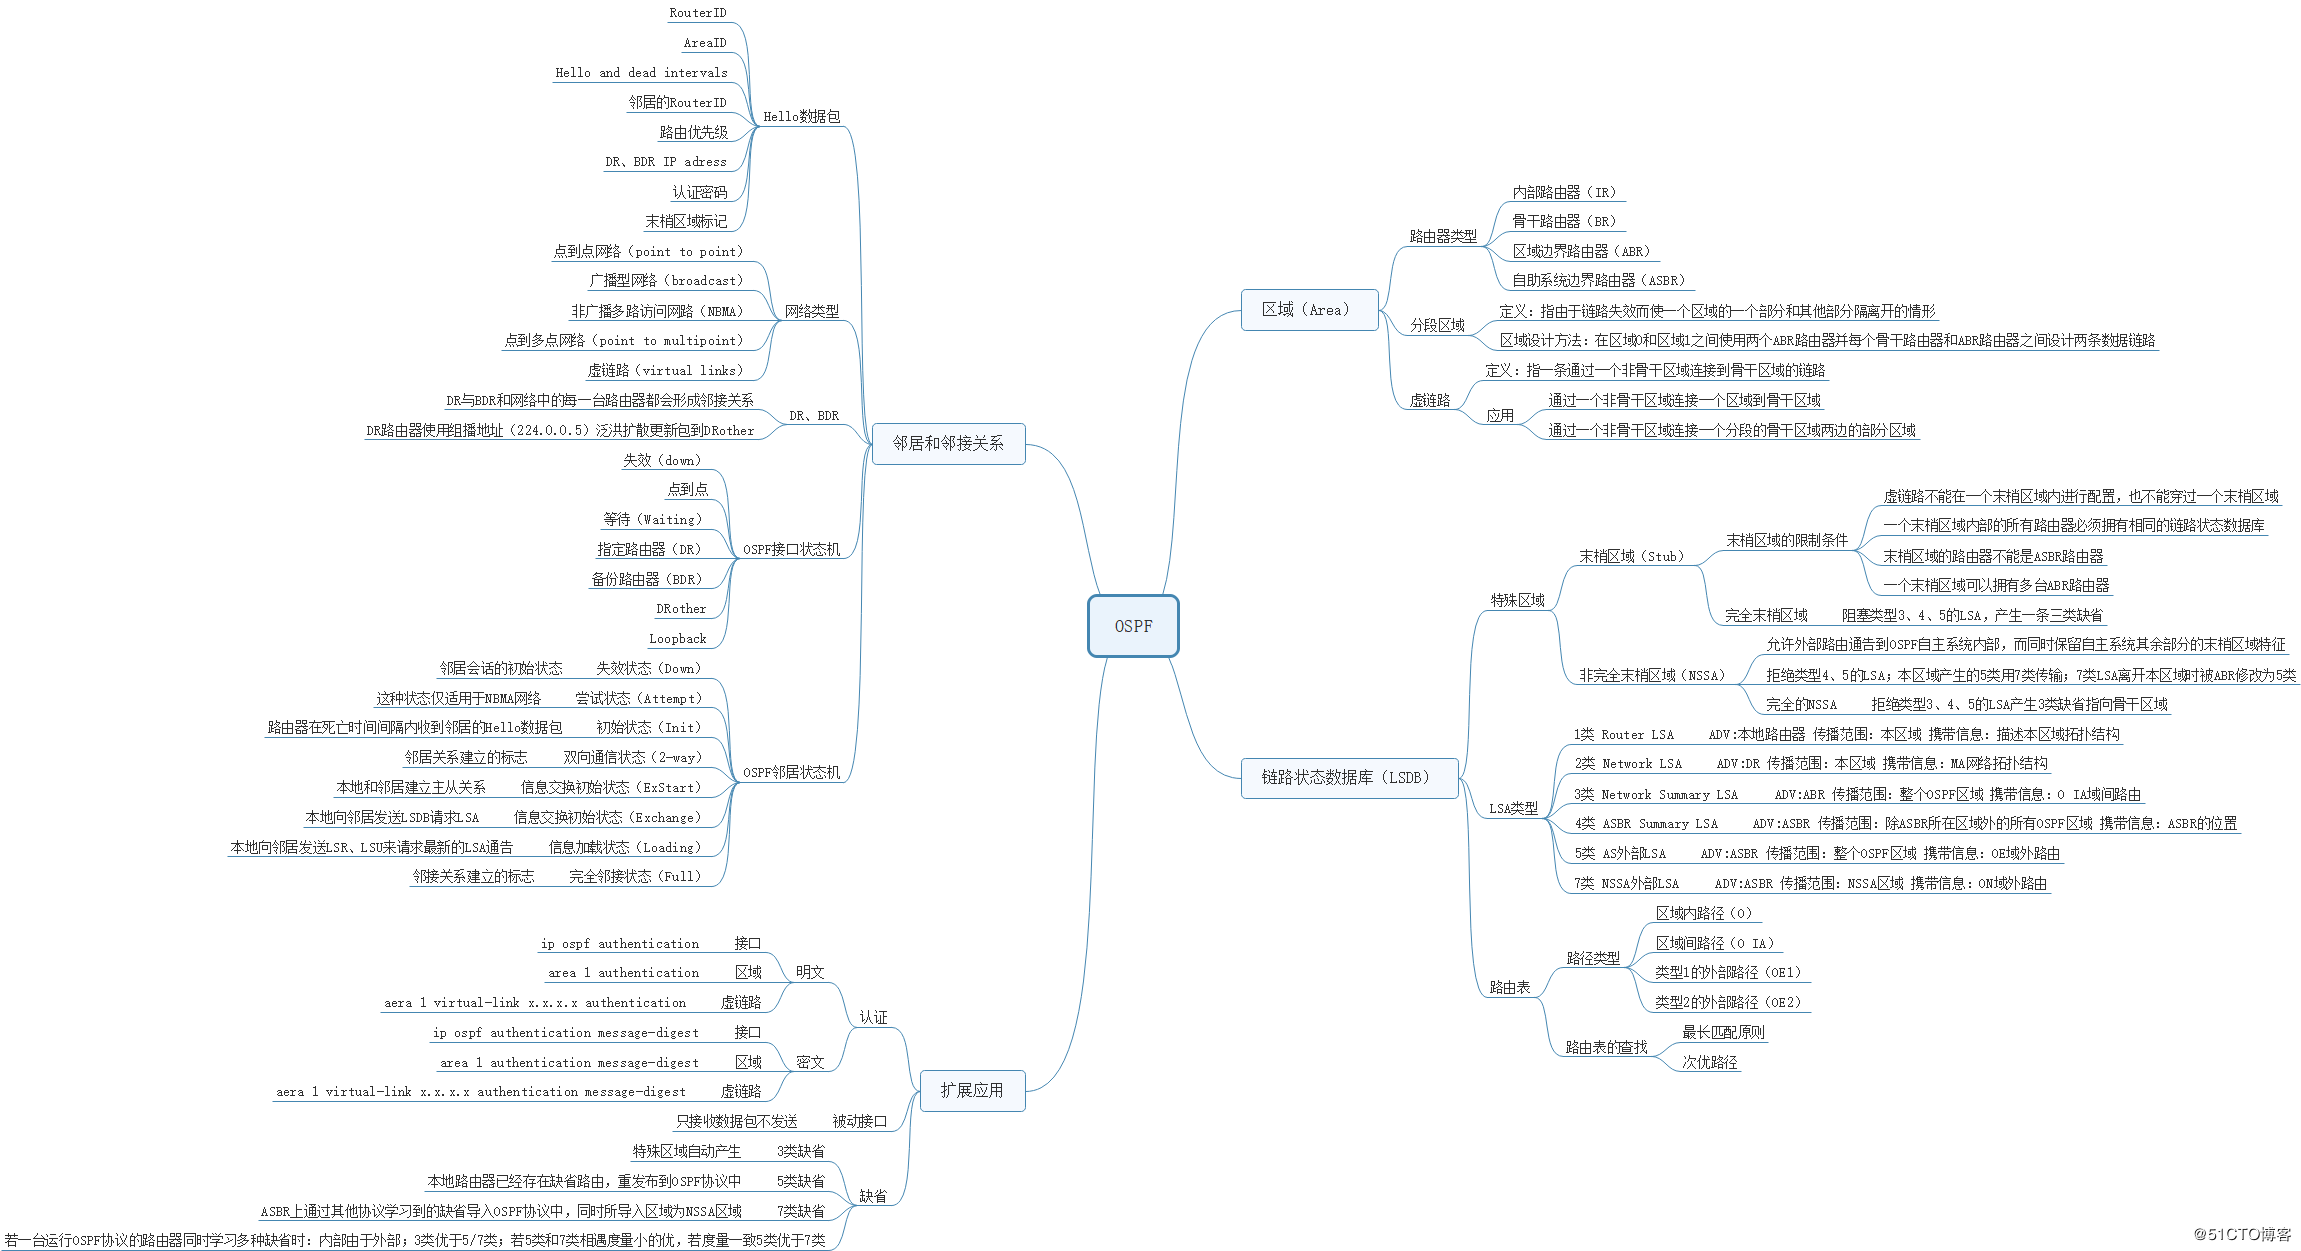 OSPF
邻居和邻接关系
Hello数据包
RouterID
AreaID
Hello and dead intervals
邻居的RouterID
路由优先级
DR、BDR IP adress
认证密码
末梢区域标记
网络类型
点到点网络（point to point）
广播型网络（broadcast）
非广播多路访问网路（NBMA）
点到多点网络（point to multipoint）
虚链路（virtual links）
DR、BDR
DR与BDR和网络中的每一台路由器都会形成邻接关系
DR路由器使用组播地址（224.0.0.5）泛洪扩散更新包到DRother
OSPF接口状态机
失效（down）
点到点
等待（Waiting）
指定路由器（DR）
备份路由器（BDR）
DRother
Loopback
OSPF邻居状态机
邻居会话的初始状态 失效状态（Down）
这种状态仅适用于NBMA网络 尝试状态（Attempt）
路由器在死亡时间间隔内收到邻居的Hello数据包 初始状态（Init）
邻居关系建立的标志 双向通信状态（2-way）
本地和邻居建立主从关系 信息交换初始状态（ExStart）
本地向邻居发送LSDB请求LSA 信息交换初始状态（Exchange）
本地向邻居发送LSR、LSU来请求最新的LSA通告 信息加载状态（Loading）
邻接关系建立的标志 完全邻接状态（Full）
扩展应用
认证
明文
ip ospf authentication 接口
area 1 authentication 区域
aera 1 virtual-link x.x.x.x authentication 虚链路
密文
ip ospf authentication message-digest 接口
area 1 authentication message-digest 区域
aera 1 virtual-link x.x.x.x authentication message-digest 虚链路
只接收数据包不发送 被动接口
缺省
特殊区域自动产生 3类缺省
本地路由器已经存在缺省路由，重发布到OSPF协议中 5类缺省
ASBR上通过其他协议学习到的缺省导入OSPF协议中，同时所导入区域为NSSA区域 7类缺省
若一台运行OSPF协议的路由器同时学习多种缺省时：内部由于外部；3类优于5/7类；若5类和7类相遇度量小的优，若度量一致5类优于7类
区域（Area）
路由器类型
内部路由器（IR）
骨干路由器（BR）
区域边界路由器（ABR）
自助系统边界路由器（ASBR）
分段区域
定义：指由于链路失效而使一个区域的一个部分和其他部分隔离开的情形
区域设计方法：在区域0和区域1之间使用两个ABR路由器并每个骨干路由器和ABR路由器之间设计两条数据链路
虚链路
定义：指一条通过一个非骨干区域连接到骨干区域的链路
应用
通过一个非骨干区域连接一个区域到骨干区域
通过一个非骨干区域连接一个分段的骨干区域两边的部分区域
链路状态数据库（LSDB）
特殊区域
末梢区域（Stub）
末梢区域的限制条件
虚链路不能在一个末梢区域内进行配置，也不能穿过一个末梢区域
一个末梢区域内部的所有路由器必须拥有相同的链路状态数据库
末梢区域的路由器不能是ASBR路由器
一个末梢区域可以拥有多台ABR路由器
完全末梢区域 阻塞类型3、4、5的LSA，产生一条三类缺省
非完全末梢区域（NSSA）
允许外部路由通告到OSPF自主系统内部，而同时保留自主系统其余部分的末梢区域特征
拒绝类型4、5的LSA；本区域产生的5类用7类传输；7类LSA离开本区域时被ABR修改为5类
完全的NSSA 拒绝类型3、4、5的LSA产生3类缺省指向骨干区域
LSA类型
1类 Router LSA ADV:本地路由器 传播范围：本区域 携带信息：描述本区域拓扑结构
2类 Network LSA ADV:DR 传播范围：本区域 携带信息：MA网络拓扑结构
3类 Network Summary LSA ADV:ABR 传播范围：整个OSPF区域 携带信息：O IA域间路由
4类 ASBR Summary LSA ADV:ASBR 传播范围：除ASBR所在区域外的所有OSPF区域 携带信息：ASBR的位置
5类 AS外部LSA ADV:ASBR 传播范围：整个OSPF区域 携带信息：OE域外路由
7类 NSSA外部LSA ADV:ASBR 传播范围：NSSA区域 携带信息：ON域外路由
路由表
路径类型
区域内路径（O）
区域间路径（O IA）
类型1的外部路径（OE1）
类型2的外部路径（OE2）
路由表的查找
最长匹配原则
次优路径
@51CTO博客